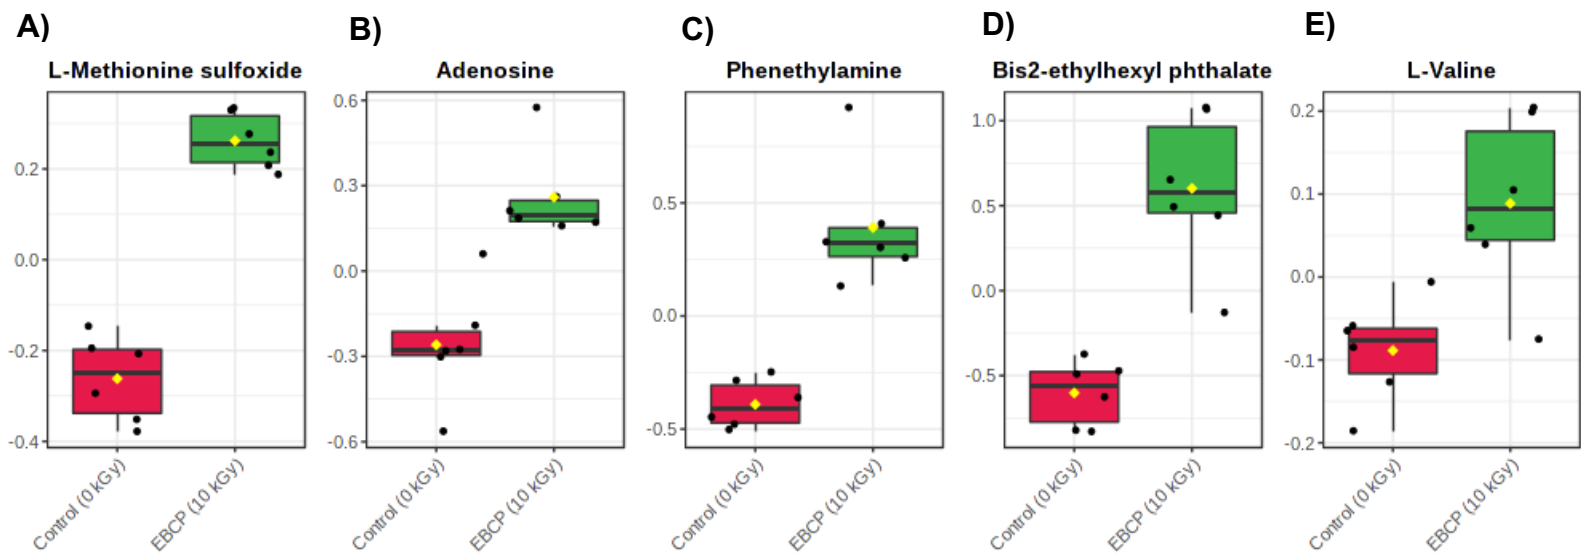 A)
L-Methionine sulfoxide
0.2
0.0
-0.2
-0.4
Control (0 kGy)
EBCP (10 kGy)
B)
Adenosine
0.6
0.3
0.0
-0.3
-0.6
Control (0 kGy)
EBCP (10 kGy)
C)
Phenethylamine
0.5
0.0
-0.5
Control (0 kGy)
EBCP (10 kGy)
D)
Bis2-ethylhexyl phthalate
1.0
0.5
0.0
-0.5
Control (0 kGy)
EBCP (10 kGy)
E)
L-Valine
0.2
0.1
0.0
-0.1
-0.2
Control (0 kGy)
EBCP (10 kGy)